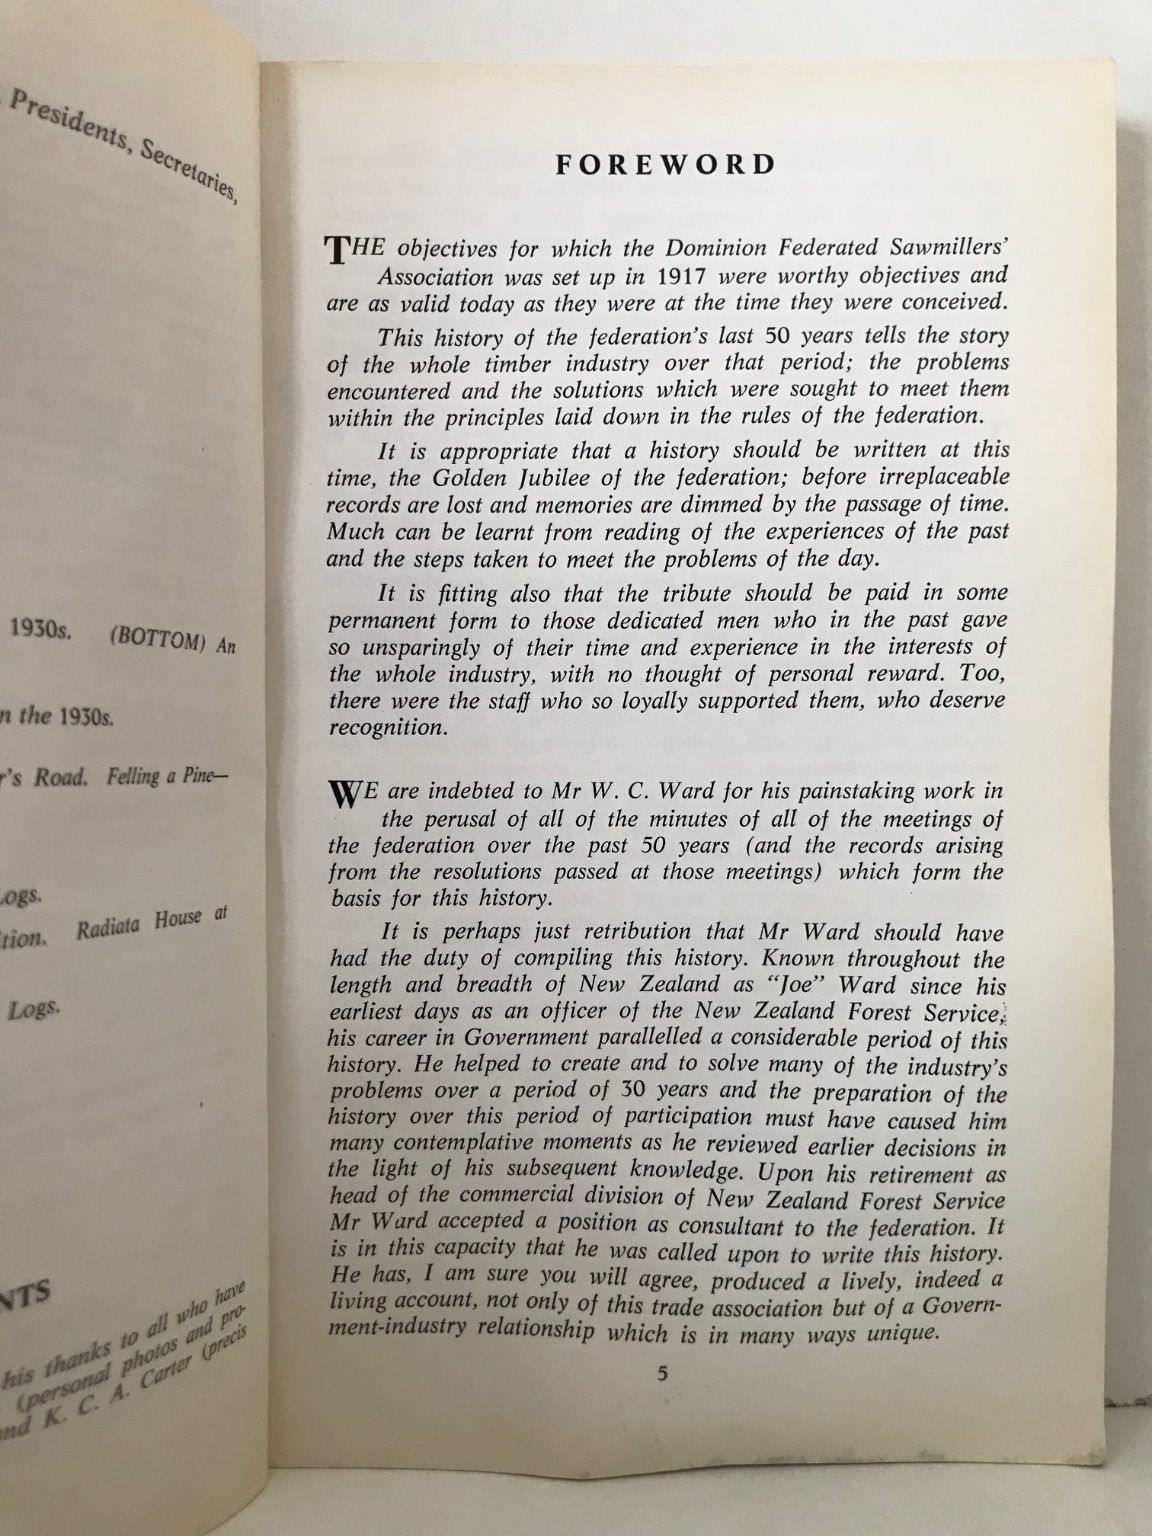 Presidents, Secretaries,
1930s. (BOTTOM) An
the 1930s.
Road. Felling a Pine—
Logs.
Radiata House at
Logs.
his thanks to all who have
(personal photos and pro-
and K. C. A. Carter (precis
FOREWORD
THE objectives for which the Dominion Federated Sawmillers'
Association was set up in 1917 were worthy objectives and
are as valid today as they were at the time they were conceived.
This history of the federation's last 50 years tells the story
of the whole timber industry over that period; the problems
encountered and the solutions which were sought to meet them
within the principles laid down in the rules of the federation.
It is appropriate that a history should be written at this
time, the Golden Jubilee of the federation; before irreplaceable
records are lost and memories are dimmed by the passage of time.
Much can be learnt from reading of the experiences of the past
and the steps taken to meet the problems of the day.
It is fitting also that the tribute should be paid in some
permanent form to those dedicated men who in the past gave
so unsparingly of their time and experience in the interests of
the whole industry, with no thought of personal reward. Too,
there were the staff who so loyally supported them, who deserve
recognition.
WE are indebted to Mr W. C. Ward for his painstaking work in
the perusal of all of the minutes of all of the meetings of
the federation over the past 50 years (and the records arising
from the resolutions passed at those meetings) which form the
basis for this history.
It is perhaps just retribution that Mr Ward should have
had the duty of compiling this history. Known throughout the
length and breadth of New Zealand as "Joe" Ward since his
earliest days as an officer of the New Zealand Forest Service,
his career in Government parallelled a considerable period of this
history. He helped to create and to solve many of the industry's
problems over a period of 30 years and the preparation of the
history over this period of participation must have caused him
many contemplative moments as he reviewed earlier decisions in
the light of his subsequent knowledge. Upon his retirement as
head of the commercial division of New Zealand Forest Service
Mr Ward accepted a position as consultant to the federation. It
is in this capacity that he was called upon to write this history.
He has, I am sure you will agree, produced a lively, indeed a
living account, not only of this trade association but of a Govern-
ment-industry relationship which is in many ways unique.
5